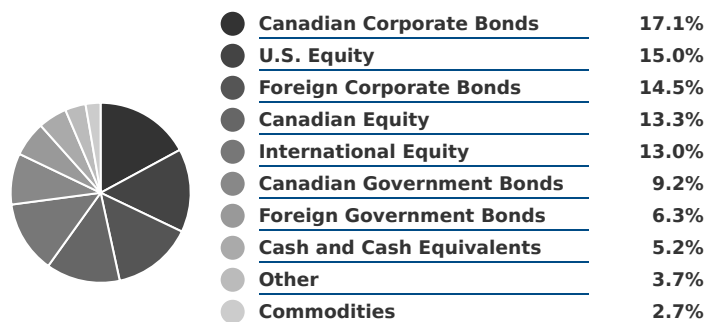 Canadian Corporate Bonds 17.1%
U.S. Equity 15.0%
Foreign Corporate Bonds 14.5%
Canadian Equity 13.3%
International Equity 13.0%
Canadian Government Bonds 9.2%
Foreign Government Bonds 6.3%
Cash and Cash Equivalents 5.2%
Other 3.7%
Commodities 2.7%